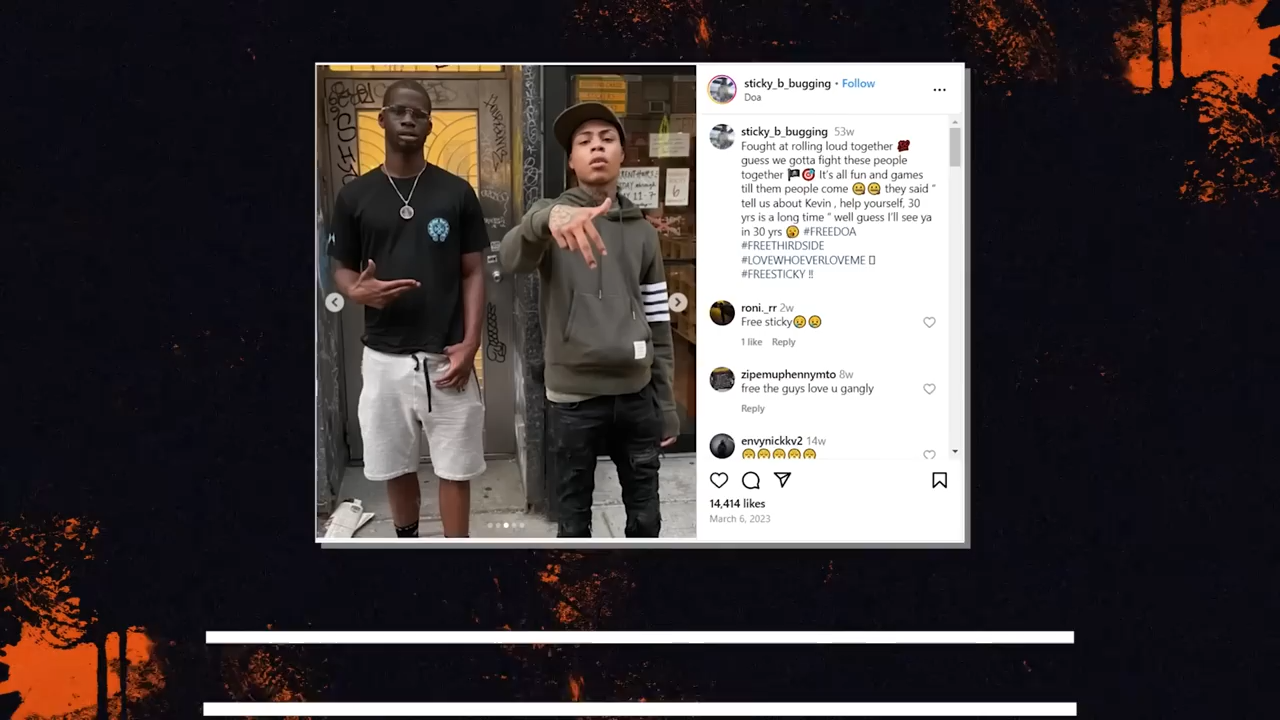 sticky_b_bugging • Follow
Doa
sticky_b_bugging 53w
Fought at rolling loud together 
guess we gotta fight these people
together 🏴🎯 It's all fun and games
till them people come 🤐🤐 they said "
tell us about Kevin , help yourself, 30
yrs is a long time " well guess I'll see ya
in 30 yrs 😢 #FREEDOA
#FREETHIRDSIDE
#LOVEWHOEVERLOVEME
#FREESTICKY ‼
roni._rr 2w
Free sticky😢😢
1 like Reply
zipemuphennymto 8w
free the guys love u gangly
Reply
envynickkv2 14w
14,414 likes
March 6, 2023